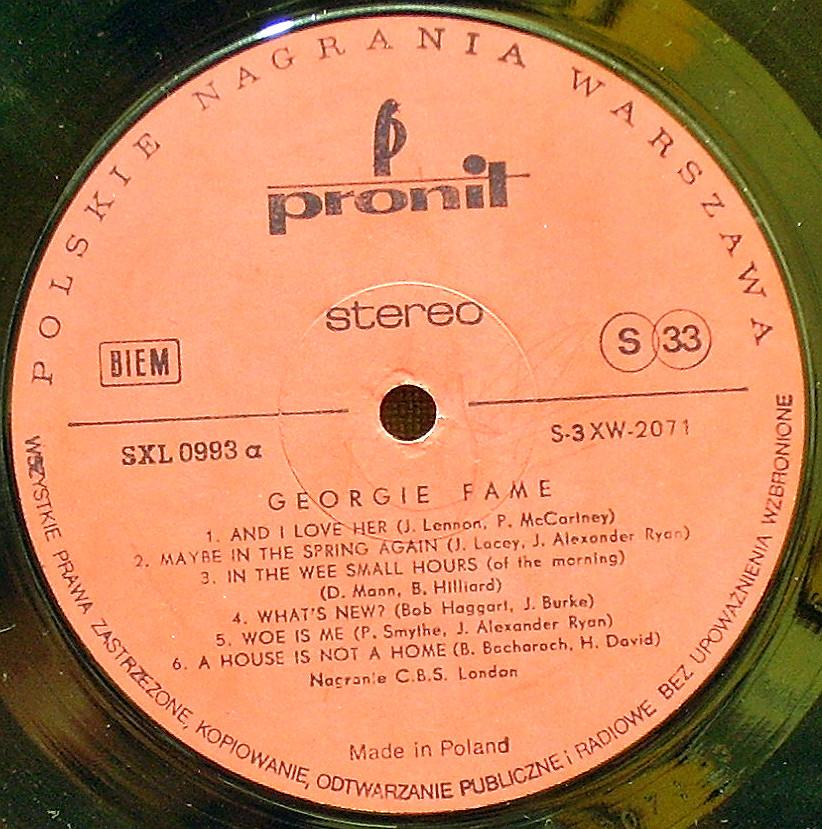 POLSKIE NAGRANIA WARSZAWA
pronit
stereo
BIEM
S 33
SXL 0993 a
S-3 XW-2071
GEORGIE FAME
1. AND I LOVE HER (J. Lennon, P. McCartney)
2. MAYBE IN THE SPRING AGAIN (J. Lacey, J. Alexander Ryan)
3. IN THE WEE SMALL HOURS (of the morning)
(D. Mann, B. Hilliard)
4. WHAT'S NEW? (Bob Haggart, J. Burke)
5. WOE IS ME (P. Smythe, J. Alexander Ryan)
6. A HOUSE IS NOT A HOME (B. Bacharach, H. David)
Nagranie C.B.S. London
Made in Poland
WSZYSTKIE PRAWA ZASTRZEŻONE, KOPIOWANIE, ODTWARZANIE PUBLICZNE i RADIOWE BEZ UPOWAŻNIENIA WZBRONIONE